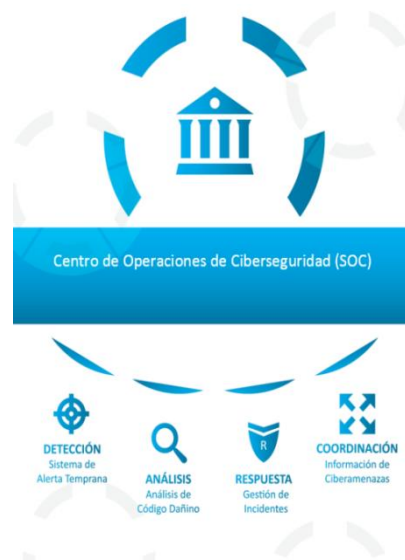 Centro de Operaciones de Ciberseguridad (SOC)
DETECCIÓN
Sistema de
Alerta Temprana
ANÁLISIS
Análisis de
Código Dañino
R
RESPUESTA
Gestión de
Incidentes
COORDINACIÓN
Información de
Ciberamenazas